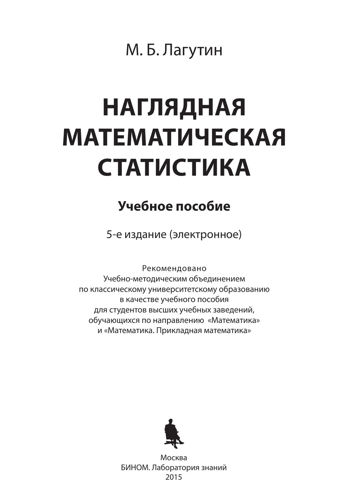 М. Б. Лагутин
НАГЛЯДНАЯ
МАТЕМАТИЧЕСКАЯ
СТАТИСТИКА
Учебное пособие
5-е издание (электронное)
Рекомендовано
Учебно-методическим объединением
по классическому университетскому образованию
в качестве учебного пособия
для студентов высших учебных заведений,
обучающихся по направлению «Математика»
и «Математика. Прикладная математика»
Москва
БИНОМ. Лаборатория знаний
2015